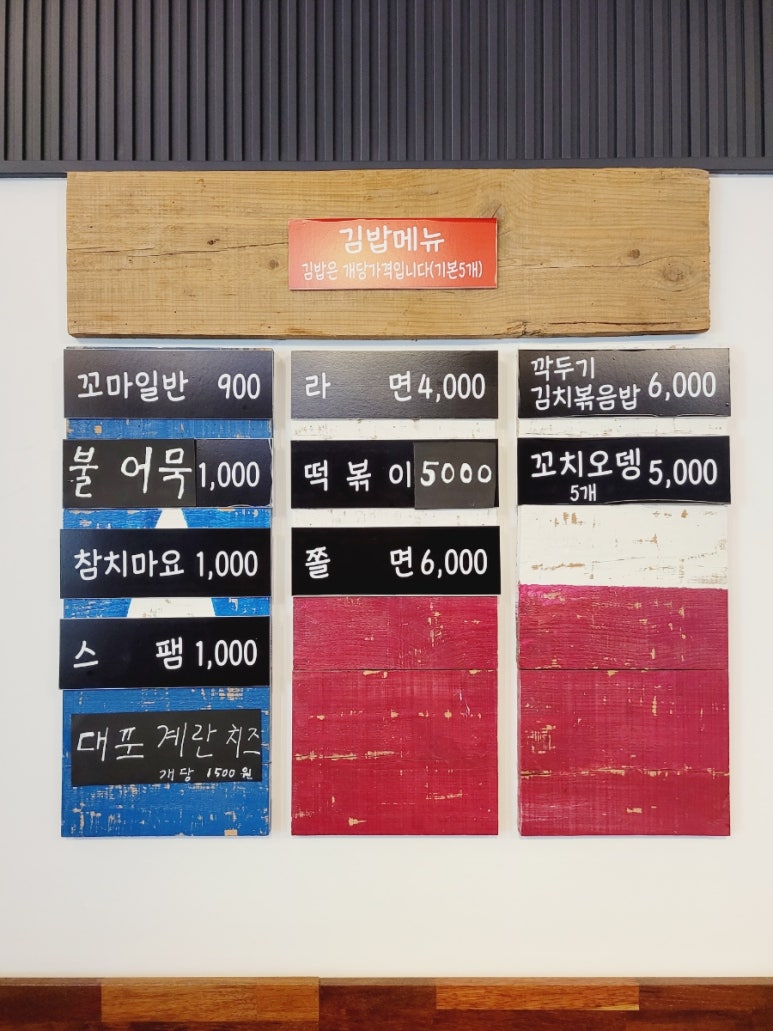 김밥메뉴
김밥은 개당가격입니다(기본5개)
꼬마일반 900
불 어묵 1,000
참치마요 1,000
스 팸 1,000
대푼 계란 치즈
개당 1500원
라 면 4,000
떡 볶 이 5000
쫄 면 6,000
깍두기
김치볶음밥 6,000
꼬치오뎅 5,000
5개